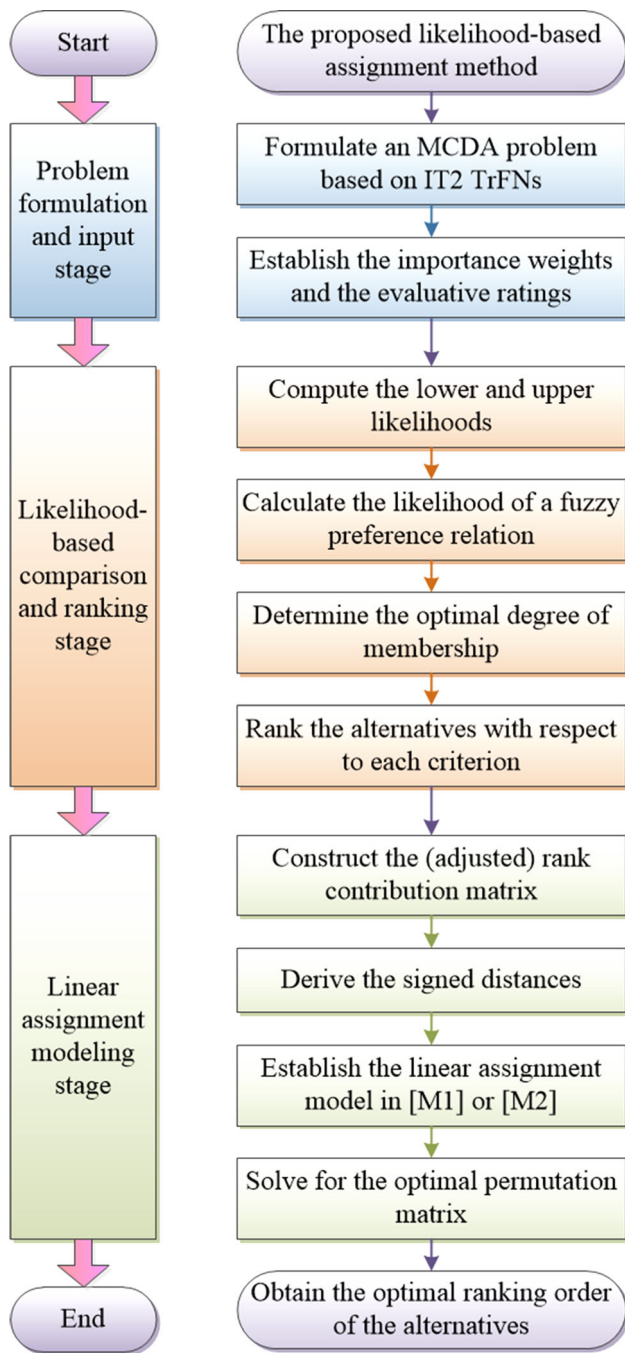 Start
Problem
formulation
and input
stage
Likelihood-
based
comparison
and ranking
stage
Linear
assignment
modeling
stage
End
The proposed likelihood-based
assignment method
Formulate an MCDA problem
based on IT2 TrFNs
Establish the importance weights
and the evaluative ratings
Compute the lower and upper
likelihoods
Calculate the likelihood of a fuzzy
preference relation
Determine the optimal degree of
membership
Rank the alternatives with respect
to each criterion
Construct the (adjusted) rank
contribution matrix
Derive the signed distances
Establish the linear assignment
model in [M1] or [M2]
Solve for the optimal permutation
matrix
Obtain the optimal ranking order
of the alternatives